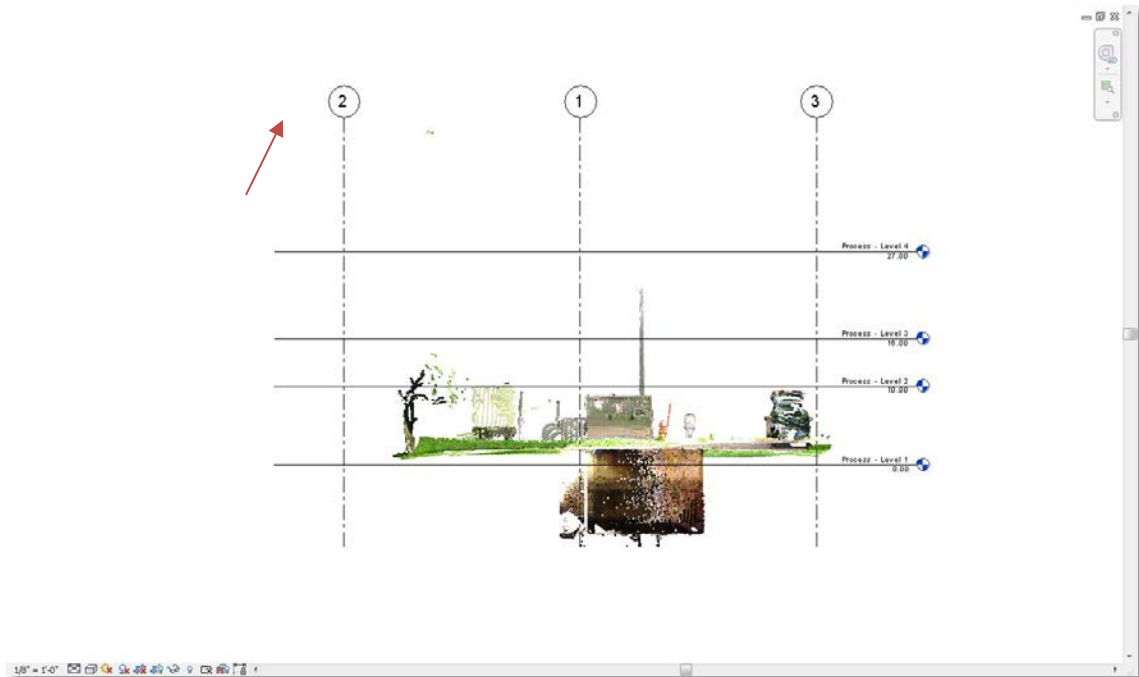 2 1 3
Process - Level 4
27.00
Process - Level 3
16.00
Process - Level 2
10.00
Process - Level 1
0.00
1/8" = 1'-0"